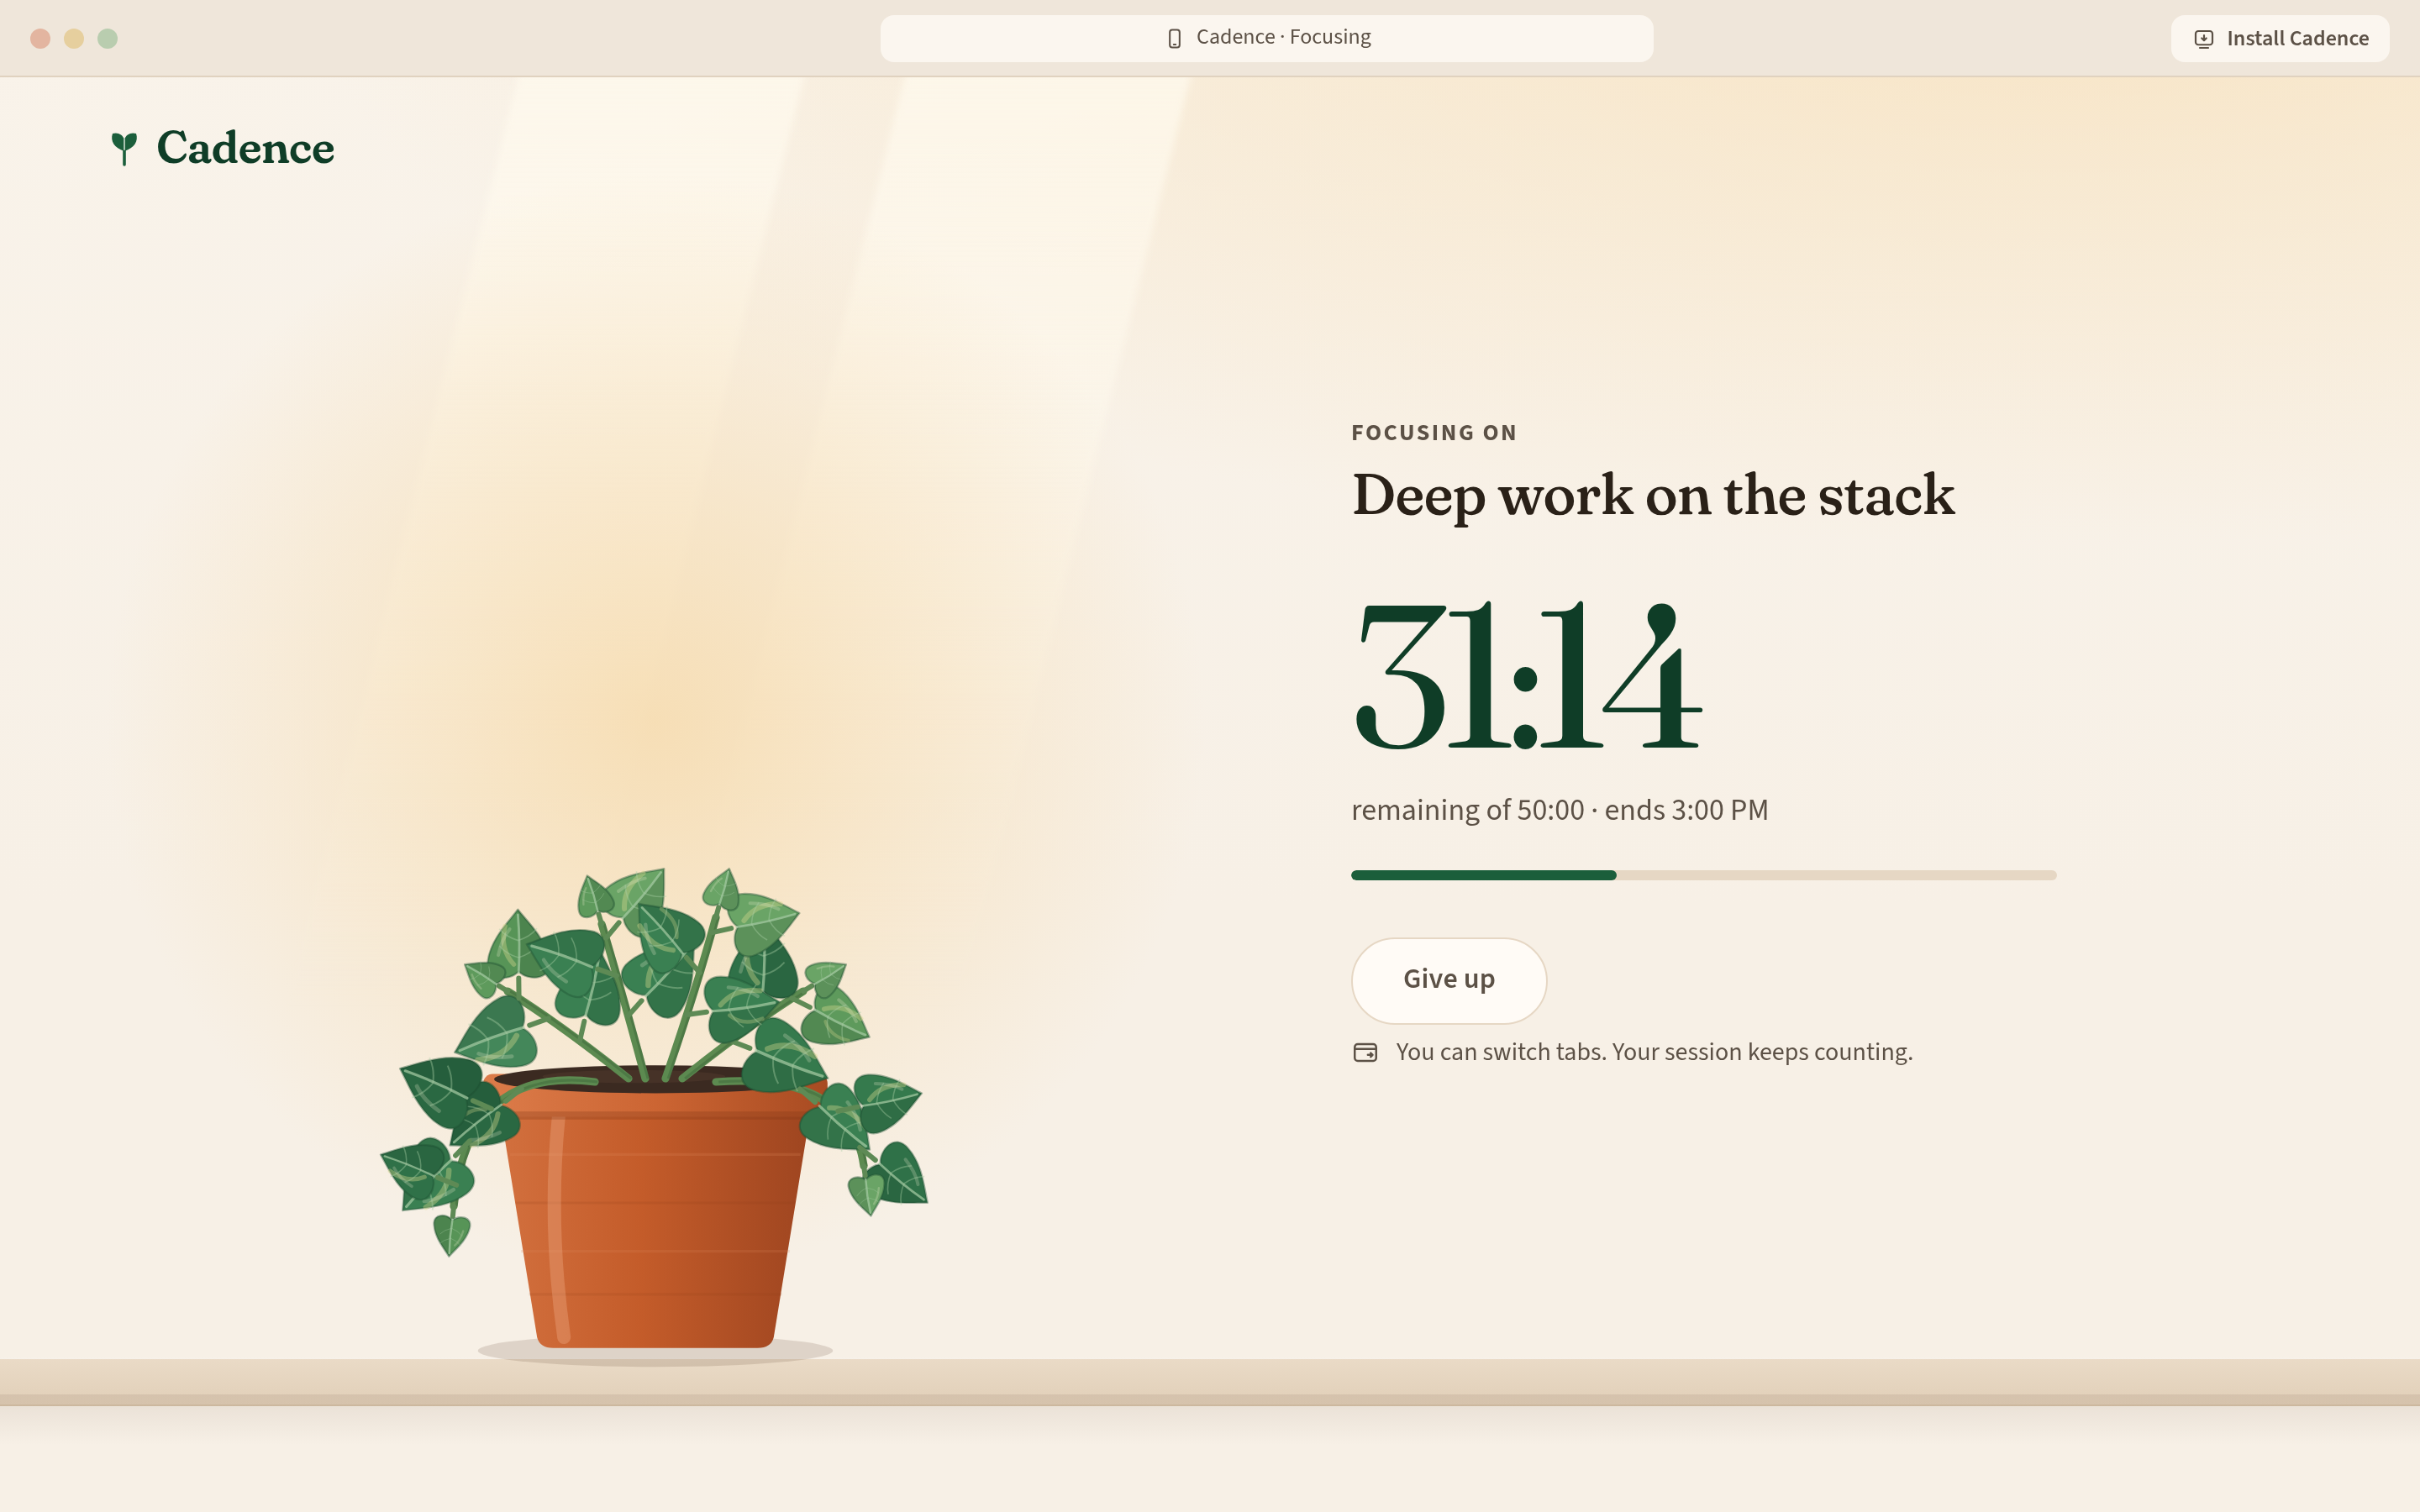 Cadence · Focusing
Install Cadence
Cadence
FOCUSING ON
Deep work on the stack
31:14
remaining of 50:00 · ends 3:00 PM
Give up
You can switch tabs. Your session keeps counting.